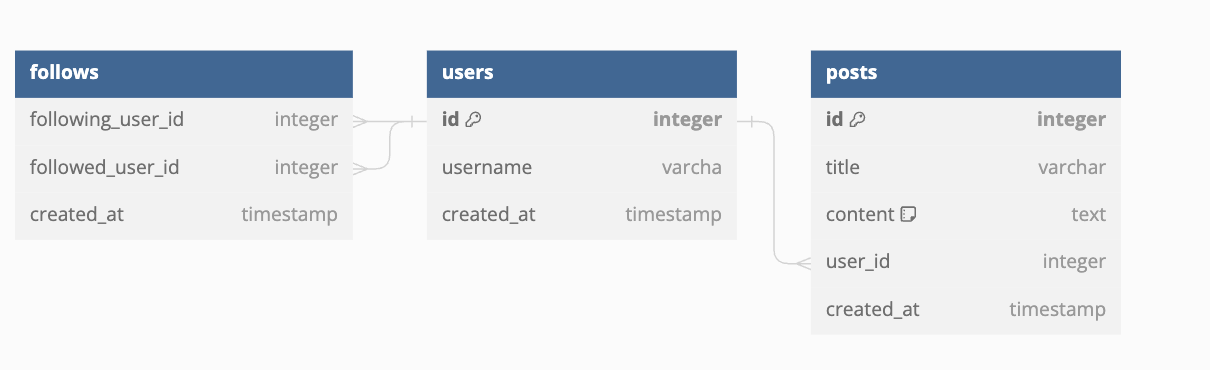 follows
following_user_id integer
followed_user_id integer
created_at timestamp
users
id integer
username varcha
created_at timestamp
posts
id integer
title varchar
content text
user_id integer
created_at timestamp